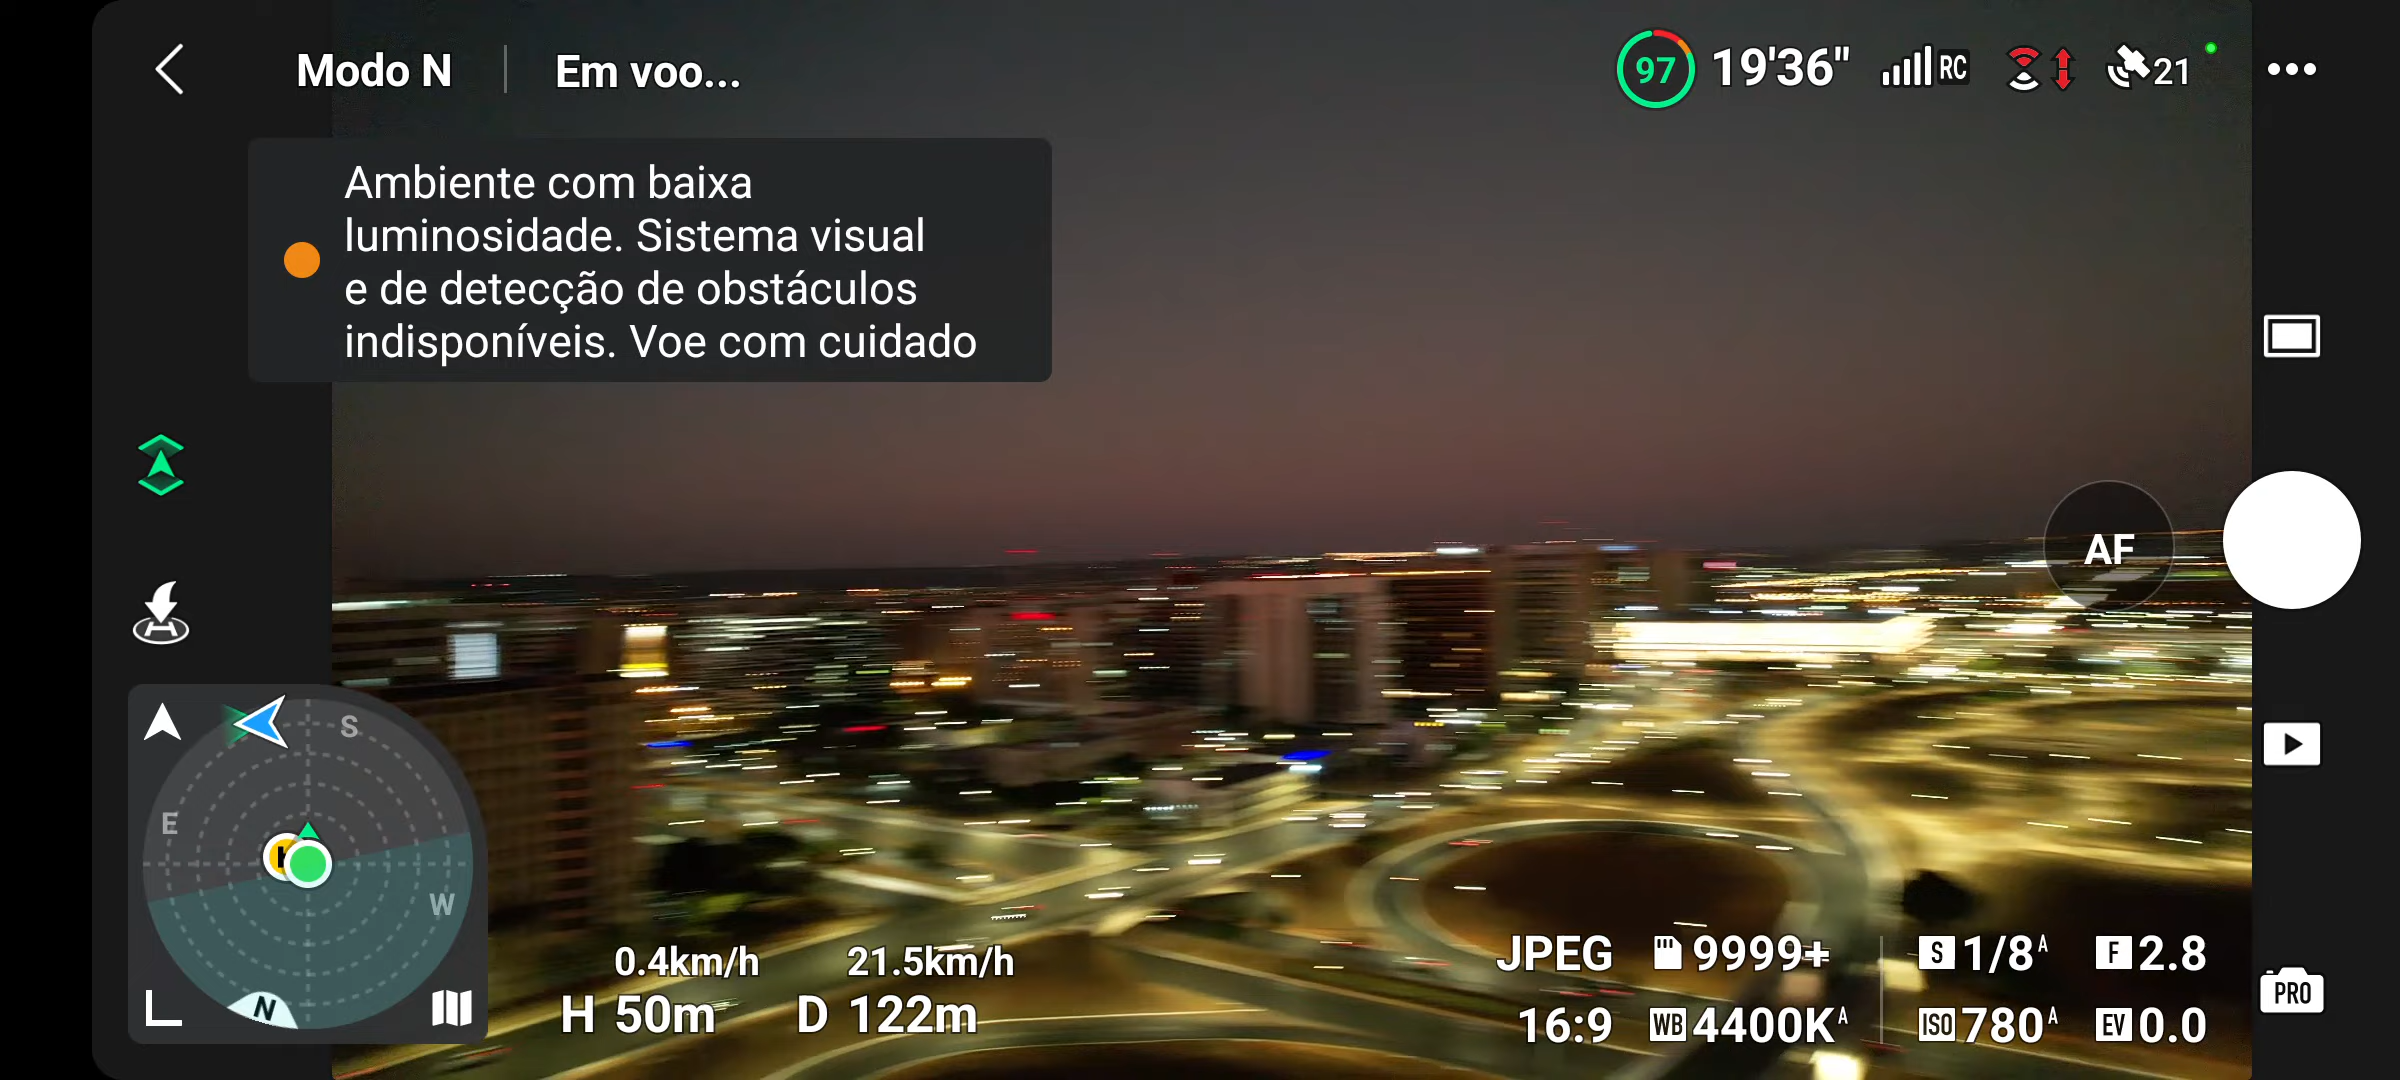 Modo N
Em voo...
97
19'36"
RC
21
Ambiente com baixa
luminosidade. Sistema visual
e de detecção de obstáculos
indisponíveis. Voe com cuidado
AF
S
E
W
N
0.4km/h 21.5km/h
H 50m D 122m
JPEG 9999+ S 1/8 A F 2.8
16:9 WB 4400K A ISO 780 A EV 0.0
PRO